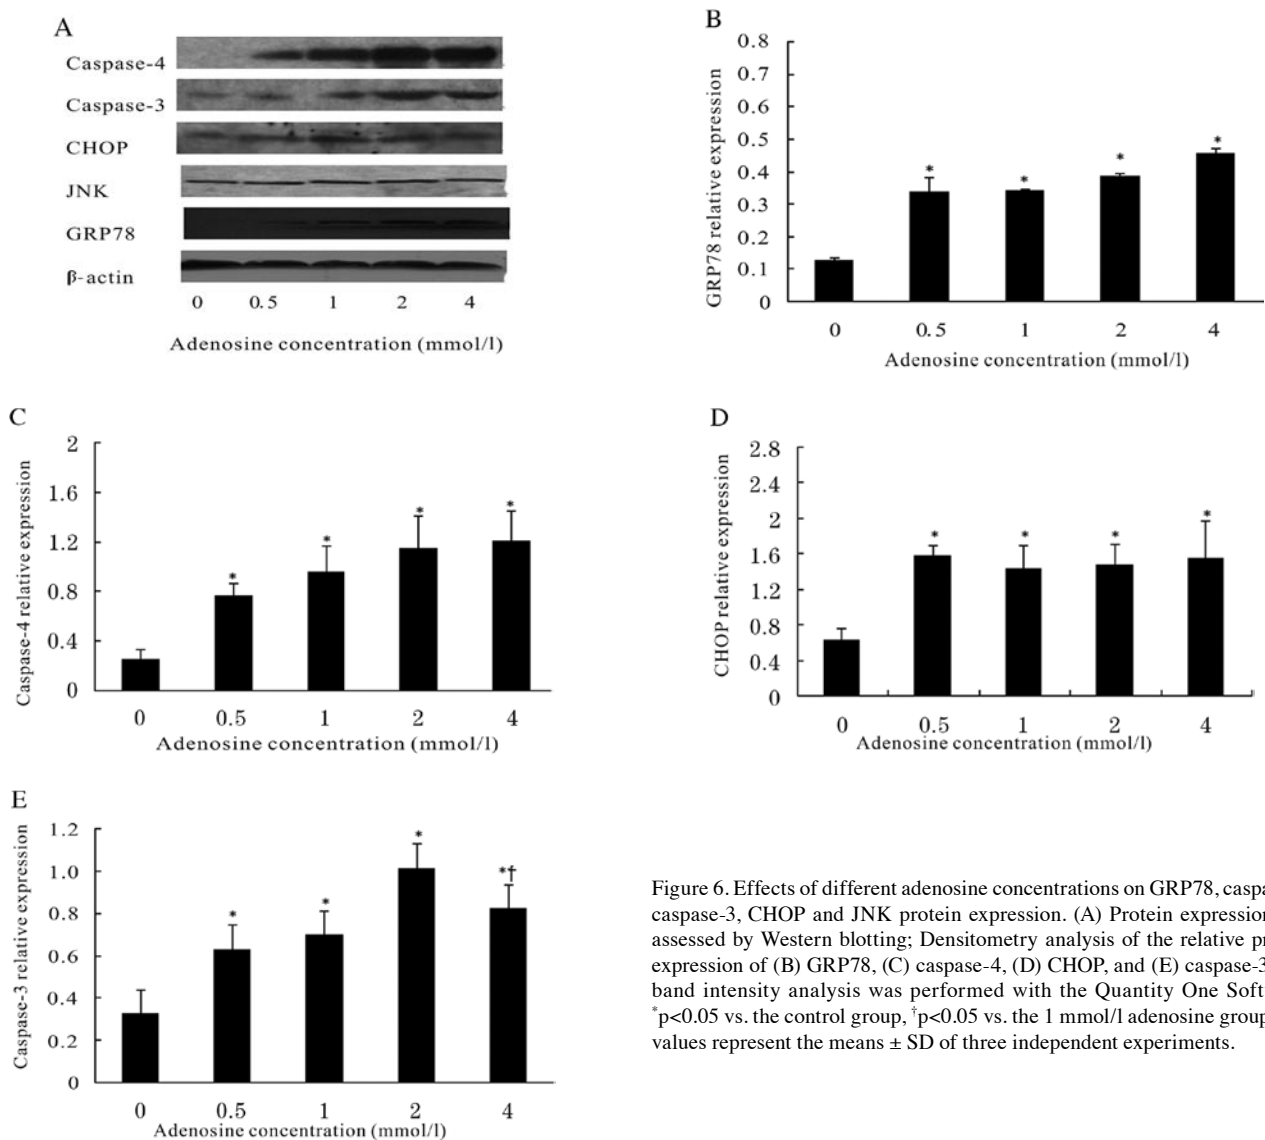 A
Caspase-4
Caspase-3
CHOP
JNK
GRP78
β-actin
0 0.5 1 2 4
Adenosine concentration (mmol/l)
B
GRP78 relative expression
0.8
0.7
0.6
0.5
0.4
0.3
0.2
0.1
0
* * * *
0 0.5 1 2 4
Adenosine concentration (mmol/l)
C
Caspase-4 relative expression
2
1.6
1.2
0.8
0.4
0
* * * *
0 0.5 1 2 4
Adenosine concentration (mmol/l)
D
CHOP relative expression
2.8
2.4
2
1.6
1.2
0.8
0.4
0
* * * *
0 0.5 1 2 4
Adenosine concentration (mmol/l)
E
Caspase-3 relative expression
1.2
1.0
0.8
0.6
0.4
0.2
0
* * * *†
0 0.5 1 2 4
Adenosine concentration (mmol/l)
Figure 6. Effects of different adenosine concentrations on GRP78, caspa
caspase-3, CHOP and JNK protein expression. (A) Protein expression
assessed by Western blotting; Densitometry analysis of the relative pr
expression of (B) GRP78, (C) caspase-4, (D) CHOP, and (E) caspase-3
band intensity analysis was performed with the Quantity One Soft
*p<0.05 vs. the control group, †p<0.05 vs. the 1 mmol/l adenosine group
values represent the means ± SD of three independent experiments.